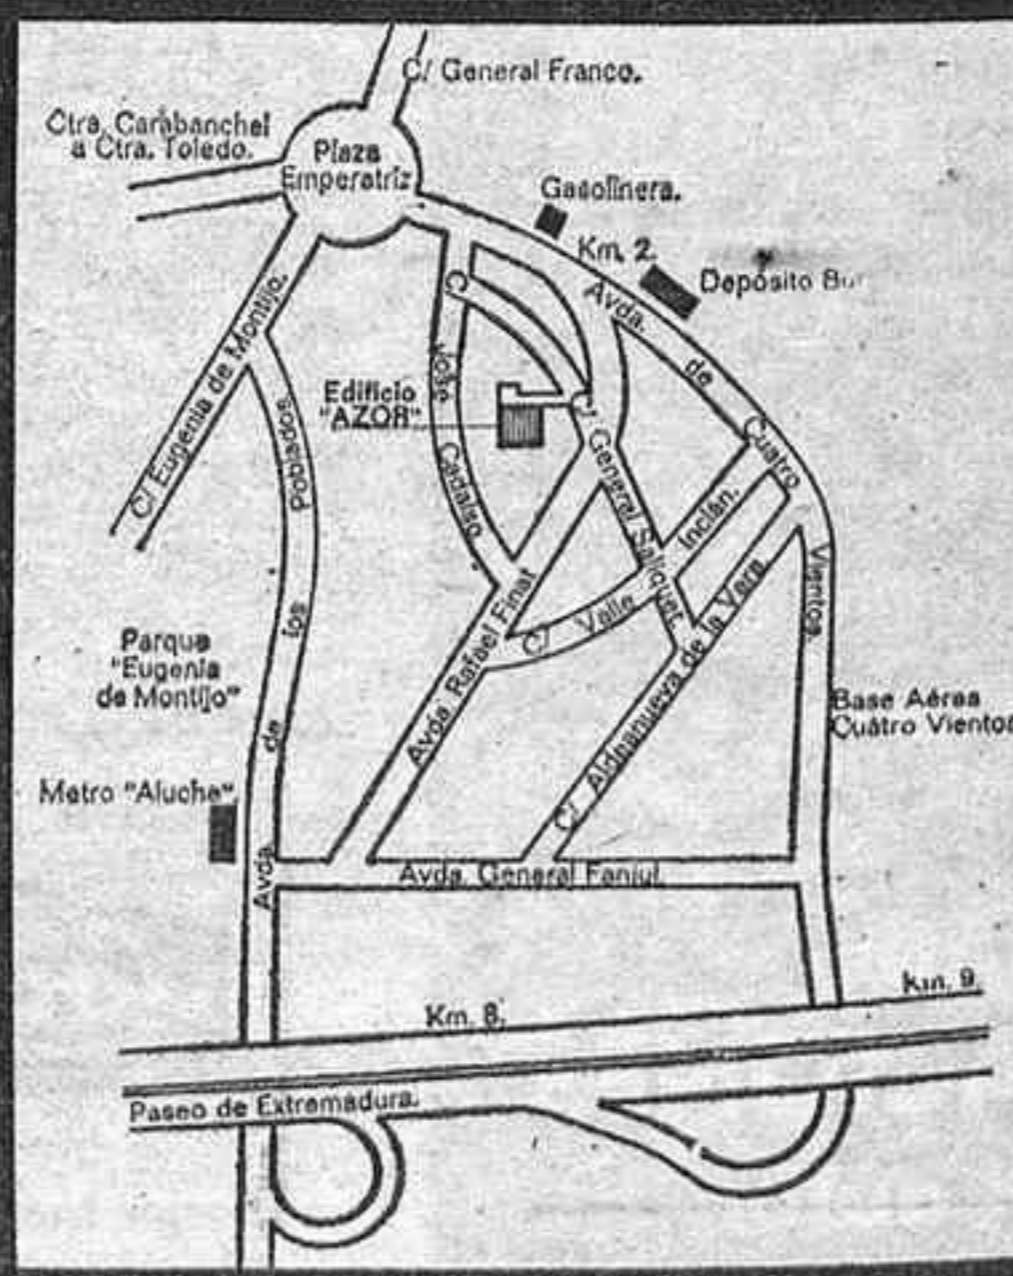 C/ General Franco.
Ctra. Carabanchel
a Ctra. Toledo.
Plaza
Emperatriz
Gasolinera.
Km. 2.
Depósito
Avda. de Cuatro Vientos.
C/ Eugenia de Montijo.
C/ José Cadalso
Edificio
"AZOR"
C/ General Saliquet.
C/ Valle Inclán.
Avda. de los Poblados.
Avda Rafael Finat
C/ Aldeanueva de la Vera
Parque
"Eugenia
de Montijo"
Base Aérea
Cuatro Vientos
Metro "Aluche"
Avda. General Fanjul.
Km. 8.
Km. 9.
Paseo de Extremadura.